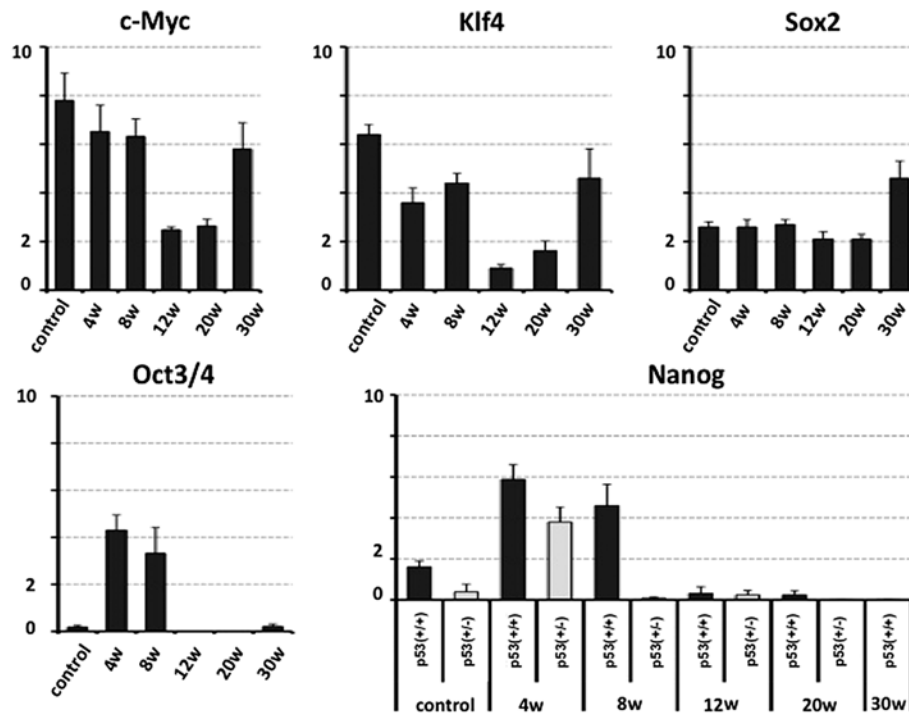 c-Myc
10
2
0
control
4w
8w
12w
20w
30w
Klf4
10
2
0
control
4w
8w
12w
20w
30w
Sox2
10
2
0
control
4w
8w
12w
20w
30w
Oct3/4
10
2
0
control
4w
8w
12w
20w
30w
Nanog
10
2
0
p53(+/+)
p53(+/-)
p53(+/+)
p53(+/-)
p53(+/+)
p53(+/-)
p53(+/+)
p53(+/-)
p53(+/+)
p53(+/-)
p53(+/+)
control 4w 8w 12w 20w 30w